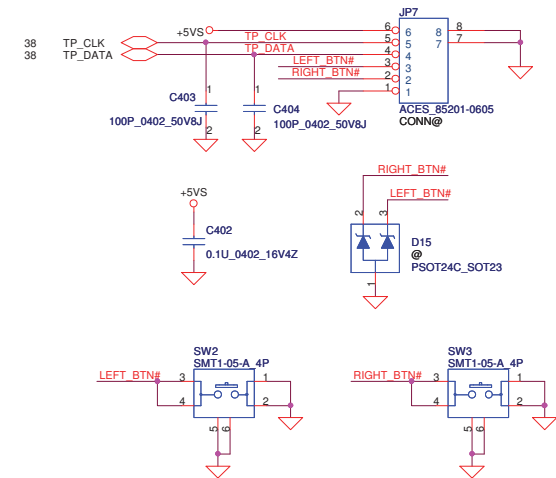 JP7
+5VS
6 6 8 8
38 TP_CLK TP_CLK 5 5 7 7
38 TP_DATA TP_DATA 4 4
LEFT_BTN# 3 3
RIGHT_BTN# 2 2
1 1
1 1
C403 C404
ACES_85201-0605
CONN@
100P_0402_50V8J 100P_0402_50V8J
2 2
RIGHT_BTN#
+5VS LEFT_BTN#
2 3
C402
D15
0.1U_0402_16V4Z @
PSOT24C_SOT23
1
SW2 SW3
SMT1-05-A_4P SMT1-05-A_4P
LEFT_BTN# 3 1 RIGHT_BTN# 3 1
4 2 4 2
5 6 5 6